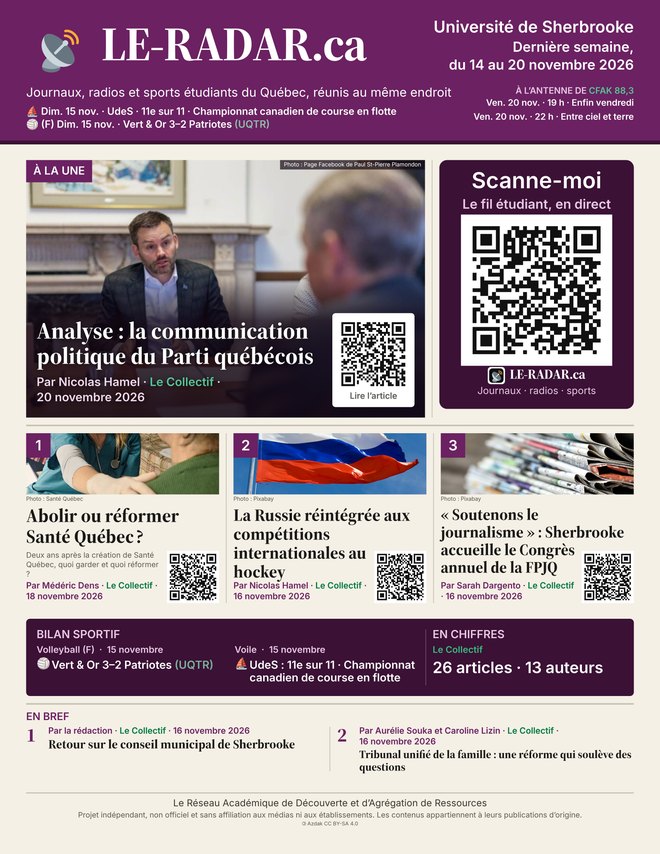 LE-RADAR.ca
Journaux, radios et sports étudiants du Québec, réunis au même endroit
⛵ Dim. 15 nov. · UdeS · 11e sur 11 · Championnat canadien de course en flotte
🏐 (F) Dim. 15 nov. · Vert & Or 3–2 Patriotes (UQTR)
Université de Sherbrooke
Dernière semaine,
du 14 au 20 novembre 2026
À L'ANTENNE DE CFAK 88,3
Ven. 20 nov. · 19 h · Enfin vendredi
Ven. 20 nov. · 22 h · Entre ciel et terre
À LA UNE
Photo : Page Facebook de Paul St-Pierre Plamondon
Analyse : la communication
politique du Parti québécois
Par Nicolas Hamel · Le Collectif ·
20 novembre 2026
Lire l'article
Scanne-moi
Le fil étudiant, en direct
LE-RADAR.ca
Journaux · radios · sports
1
Photo : Santé Québec
Abolir ou réformer
Santé Québec ?
Deux ans après la création de Santé
Québec, quoi garder et quoi réformer
?
Par Médéric Dens · Le Collectif ·
18 novembre 2026
2
Photo : Pixabay
La Russie réintégrée aux
compétitions
internationales au
hockey
Par Nicolas Hamel · Le Collectif ·
16 novembre 2026
3
Photo : Pixabay
« Soutenons le
journalisme » : Sherbrooke
accueille le Congrès
annuel de la FPJQ
Par Sarah Dargento · Le Collectif
· 16 novembre 2026
BILAN SPORTIF
Volleyball (F) · 15 novembre
🏐 Vert & Or 3–2 Patriotes (UQTR)
Voile · 15 novembre
⛵ UdeS : 11e sur 11 · Championnat
canadien de course en flotte
EN CHIFFRES
Le Collectif
26 articles · 13 auteurs
EN BREF
1
Par la rédaction · Le Collectif · 16 novembre 2026
Retour sur le conseil municipal de Sherbrooke
2
Par Aurélie Souka et Caroline Lizin · Le Collectif ·
16 novembre 2026
Tribunal unifié de la famille : une réforme qui soulève des
questions
Le Réseau Académique de Découverte et d'Agrégation de Ressources
Projet indépendant, non officiel et sans affiliation aux médias ni aux établissements. Les contenus appartiennent à leurs publications d'origine.
Azdak CC BY-SA 4.0